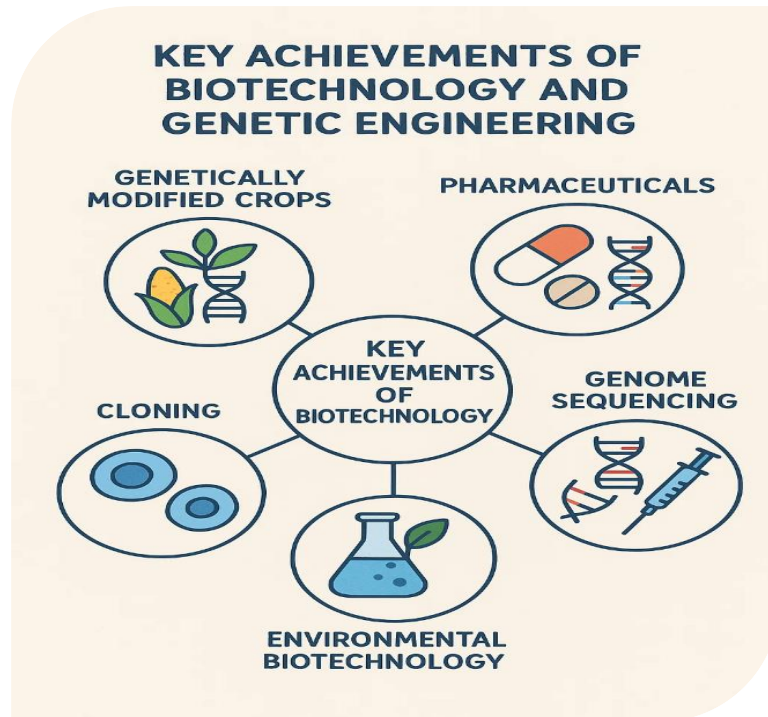 KEY ACHIEVEMENTS OF
BIOTECHNOLOGY AND
GENETIC ENGINEERING
GENETICALLY
MODIFIED CROPS
PHARMACEUTICALS
KEY
ACHIEVEMENTS
OF
BIOTECHNOLOGY
CLONING
GENOME
SEQUENCING
ENVIRONMENTAL
BIOTECHNOLOGY